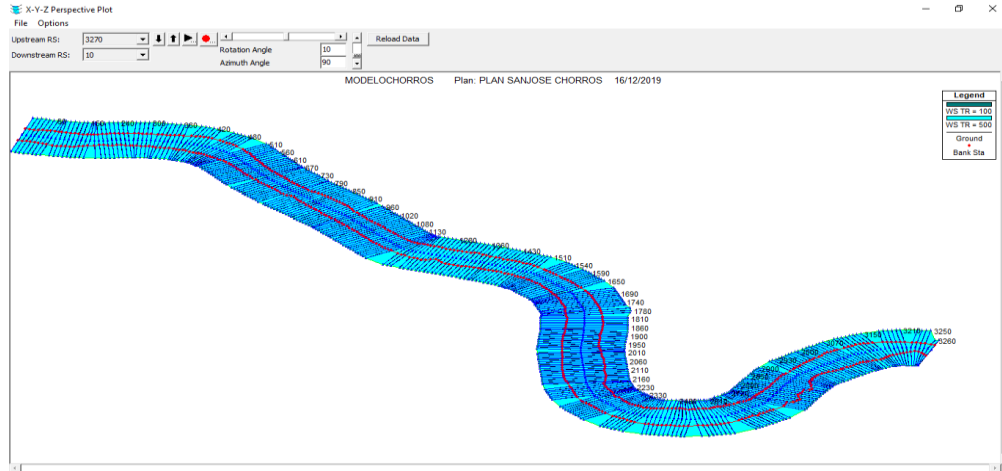 X-Y-Z Perspective Plot
File Options
Upstream RS: 3270
Downstream RS: 10
Rotation Angle 10
Azimuth Angle 90
Reload Data
MODELOCHORROS Plan: PLAN SANJOSE CHORROS 16/12/2019
Legend
WS TR = 100
WS TR = 500
Ground
Bank Sta
420
480
510
560
610
670
730
790
850
910
960
1020
1080
1130
1430
1510
1540
1590
1650
1690
1740
1780
1810
1860
1900
1950
2010
2060
2110
2160
2230
2330
3210
3250
3260